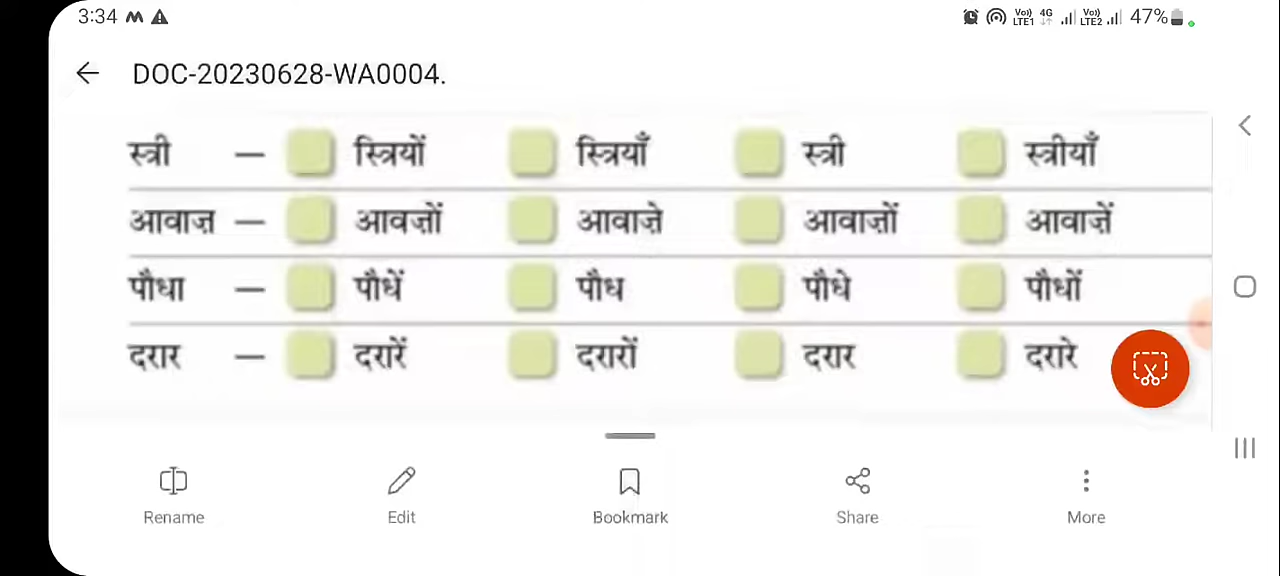 3:34 47%
DOC-20230628-WA0004.
स्त्री — स्त्रियों स्त्रियाँ स्त्री स्त्रीयाँ
आवाज़ — आवज़ों आवाज़े आवाज़ों आवाज़ें
पौधा — पौधें पौध पौधे पौधों
दरार — दरारें दरारों दरार दरारे
Rename Edit Bookmark Share More